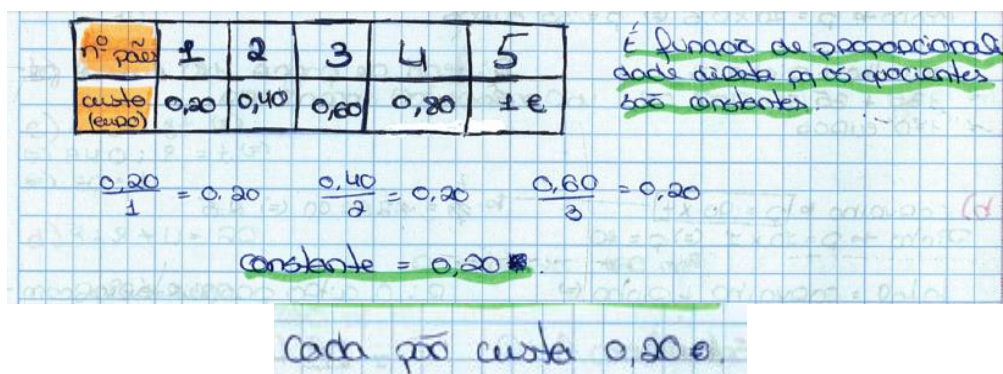 nº pães 1 2 3 4 5
custo (euro) 0,20 0,40 0,60 0,80 1 €
É função de proporcional
dade direta pq os quocientes
são constantes.
0,20/1 = 0.20 0,40/2 = 0,20 0,60/3 = 0,20
constante = 0,20
Cada pão custa 0,20€.